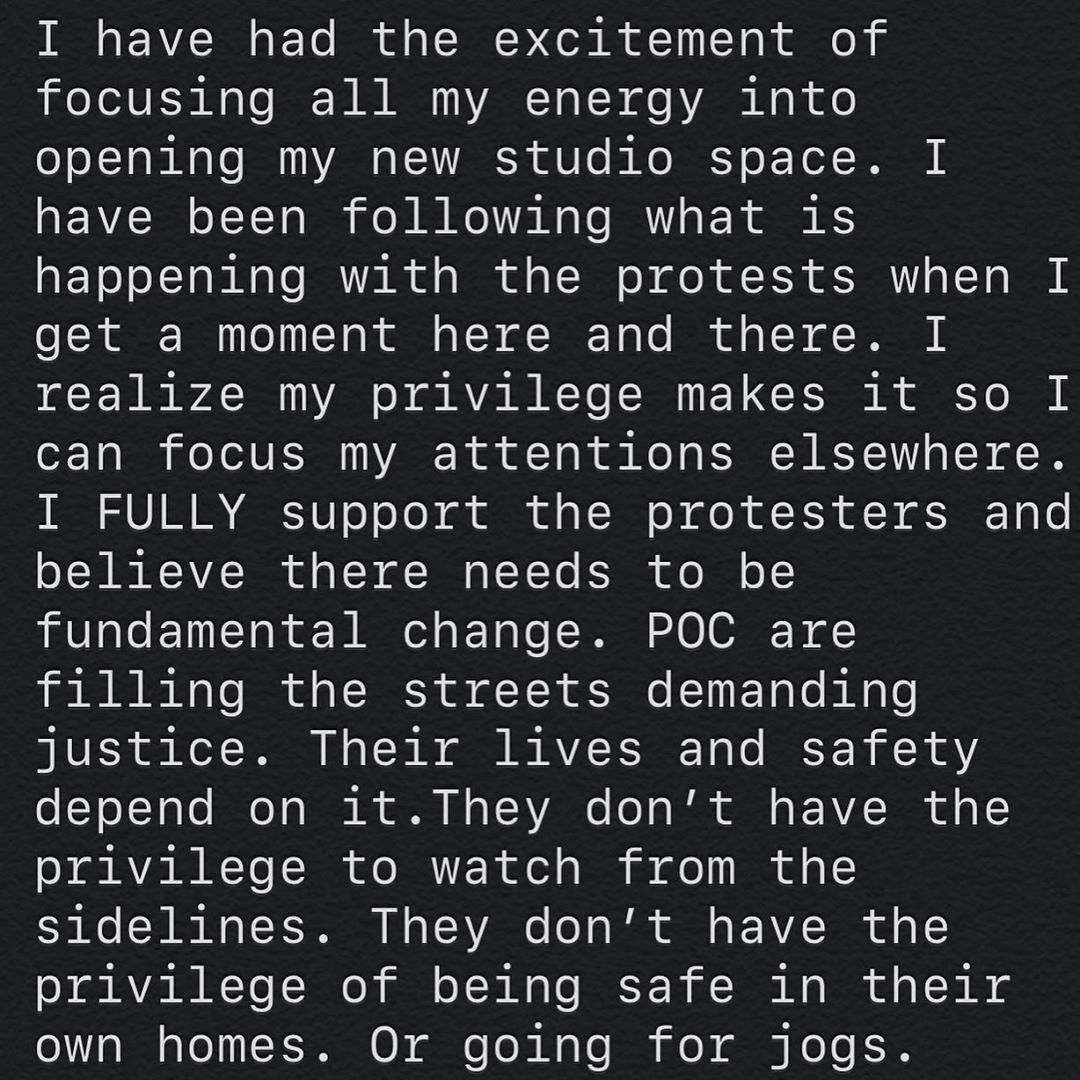 I have had the excitement of
focusing all my energy into
opening my new studio space. I
have been following what is
happening with the protests when I
get a moment here and there. I
realize my privilege makes it so I
can focus my attentions elsewhere.
I FULLY support the protesters and
believe there needs to be
fundamental change. POC are
filling the streets demanding
justice. Their lives and safety
depend on it.They don’t have the
privilege to watch from the
sidelines. They don’t have the
privilege of being safe in their
own homes. Or going for jogs.